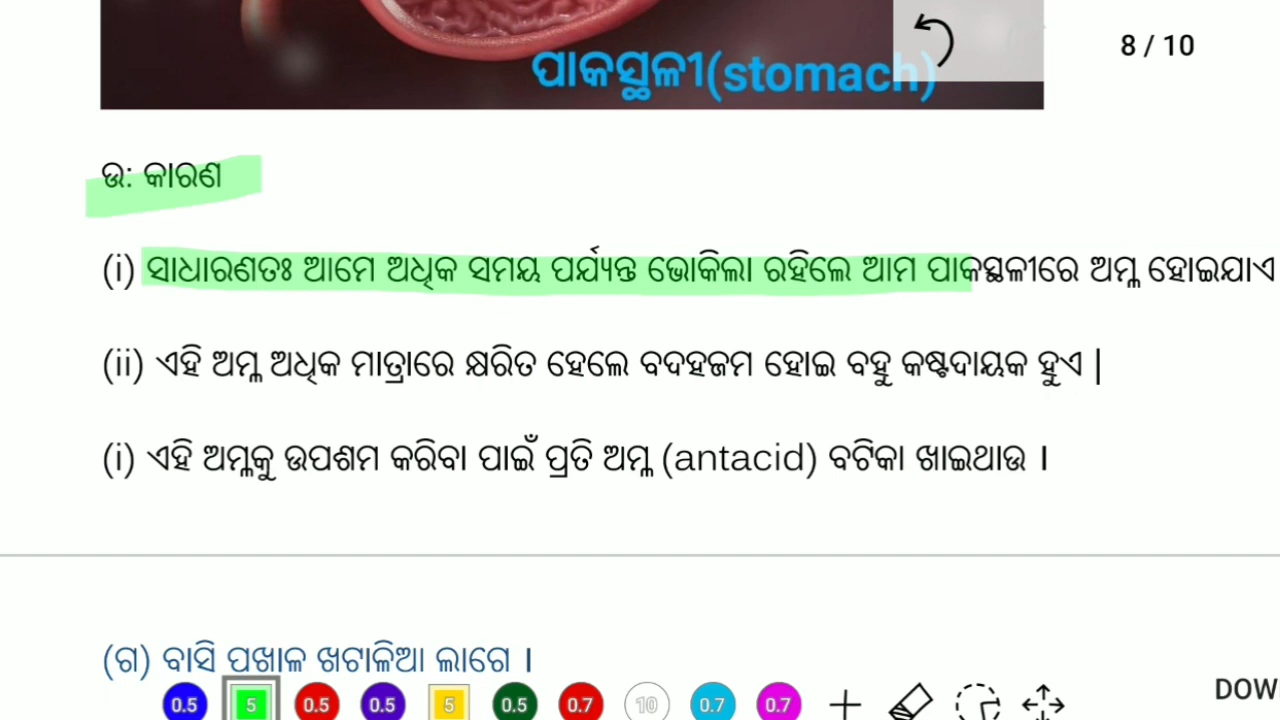 ପାକସ୍ଥଳୀ(stomach)
8 / 10
ଉ: କାରଣ
(i) ସାଧାରଣତଃ ଆମେ ଅଧିକ ସମୟ ପର୍ଯ୍ୟନ୍ତ ଭୋକିଲା ରହିଲେ ଆମ ପାକସ୍ଥଳୀରେ ଅମ୍ଳ ହୋଇଯାଏ
(ii) ଏହି ଅମ୍ଳ ଅଧିକ ମାତ୍ରାରେ କ୍ଷରିତ ହେଲେ ବଦହଜମ ହୋଇ ବହୁ କଷ୍ଟଦାୟକ ହୁଏ |
(i) ଏହି ଅମ୍ଳକୁ ଉପଶମ କରିବା ପାଇଁ ପ୍ରତି ଅମ୍ଳ (antacid) ବଟିକା ଖାଇଥାଉ ।
(ଗ) ବାସି ପଖାଳ ଖଟାଳିଆ ଲାଗେ ।
0.5 5 0.5 0.5 5 0.5 0.7 10 0.7 0.7
DOW